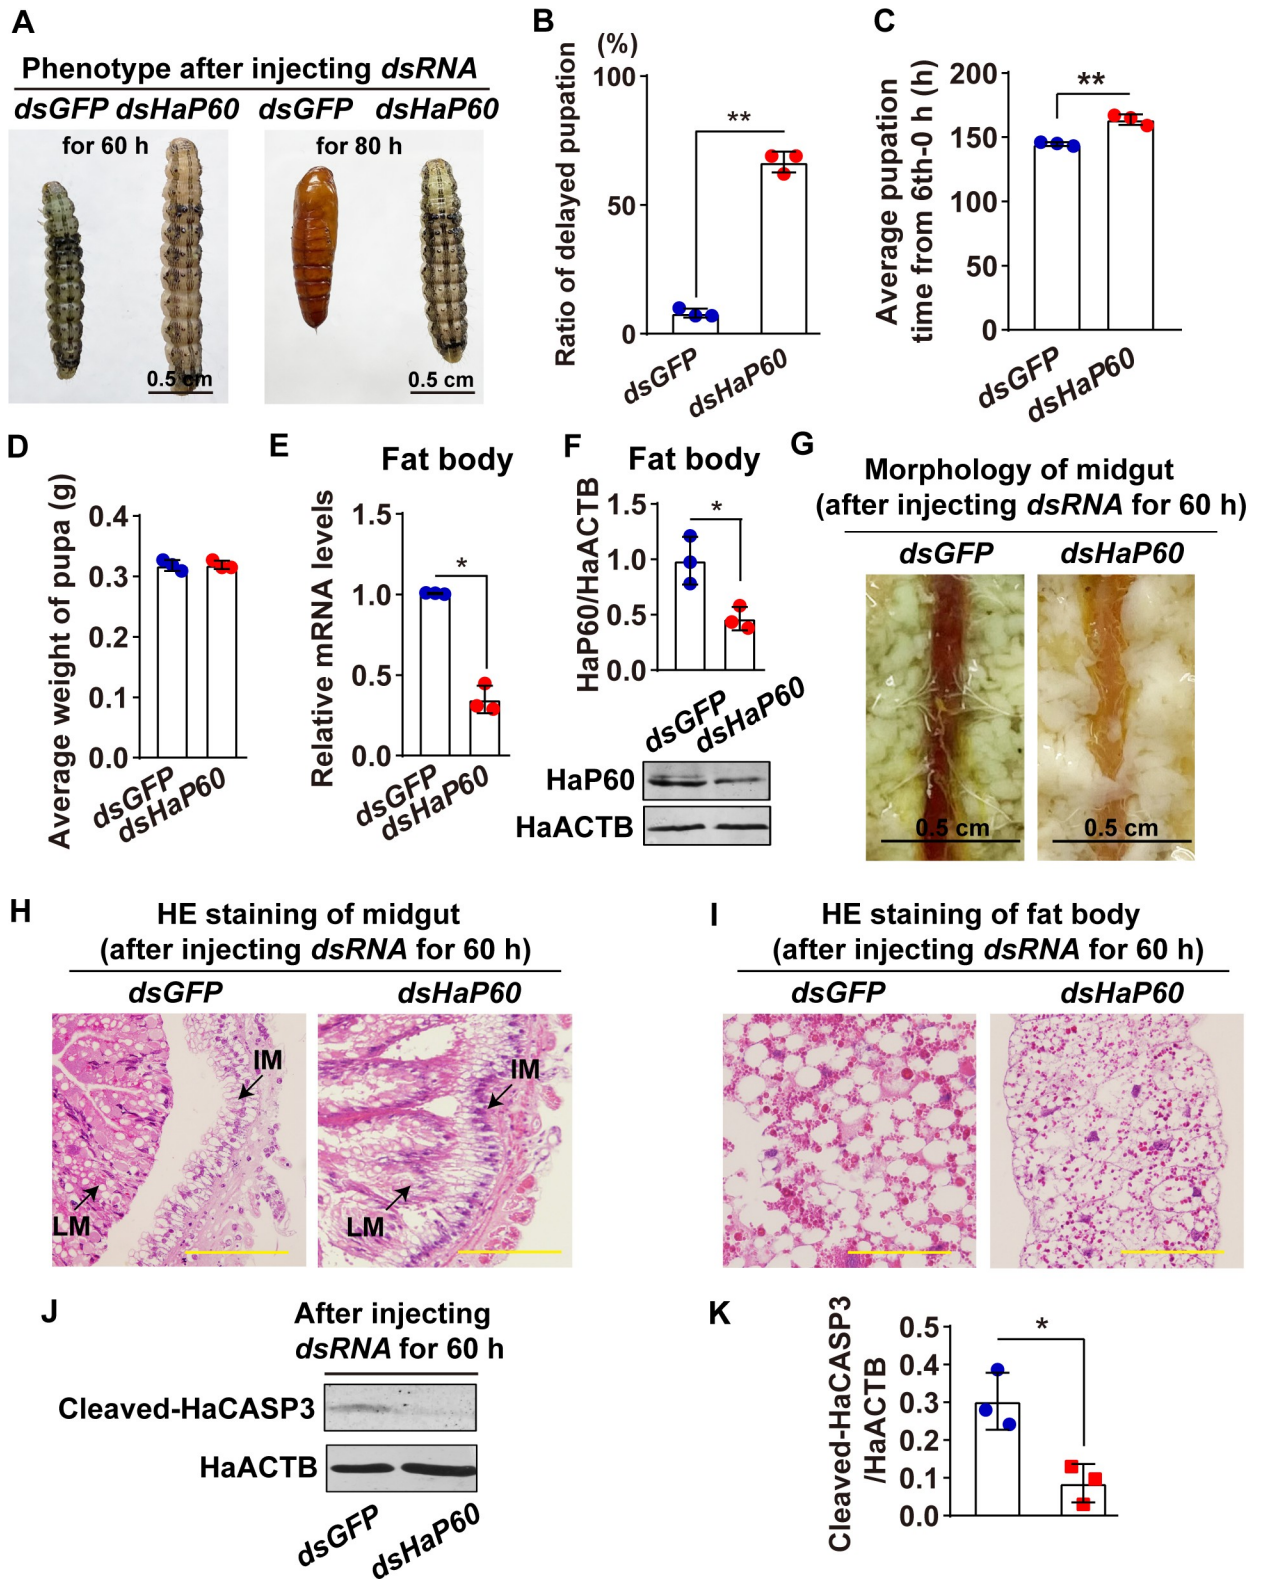 A
Phenotype after injecting dsRNA
dsGFP dsHaP60 dsGFP dsHaP60
for 60 h
for 80 h
0.5 cm
0.5 cm
B
(%)
Ratio of delayed pupation
100
50
0
**
dsGFP
dsHaP60
C
Average pupation
time from 6th-0 h (h)
200
150
100
50
0
**
dsGFP
dsHaP60
D
Average weight of pupa (g)
0.4
0.3
0.2
0.1
0.0
dsGFP
dsHaP60
E
Fat body
Relative mRNA levels
1.5
1.0
0.5
0.0
*
dsGFP
dsHaP60
F
Fat body
HaP60/HaACTB
1.5
1.0
0.5
0.0
*
dsGFP
dsHaP60
HaP60
HaACTB
G
Morphology of midgut
(after injecting dsRNA for 60 h)
dsGFP
dsHaP60
0.5 cm
0.5 cm
H
HE staining of midgut
(after injecting dsRNA for 60 h)
dsGFP
dsHaP60
IM
LM
IM
LM
I
HE staining of fat body
(after injecting dsRNA for 60 h)
dsGFP
dsHaP60
J
After injecting
dsRNA for 60 h
Cleaved-HaCASP3
HaACTB
dsGFP
dsHaP60
K
Cleaved-HaCASP3
/HaACTB
0.5
0.4
0.3
0.2
0.1
0.0
*